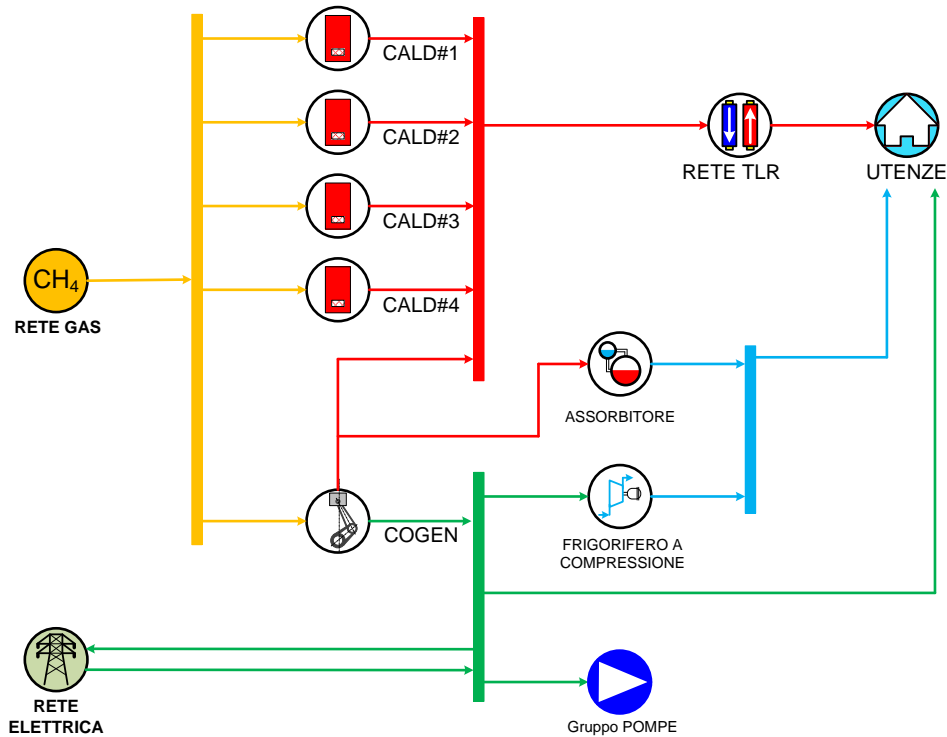 CALD#1
CALD#2
RETE TLR
UTENZE
CALD#3
CH₄
RETE GAS
CALD#4
ASSORBITORE
COGEN
FRIGORIFERO A
COMPRESSIONE
RETE
ELETTRICA
Gruppo POMPE